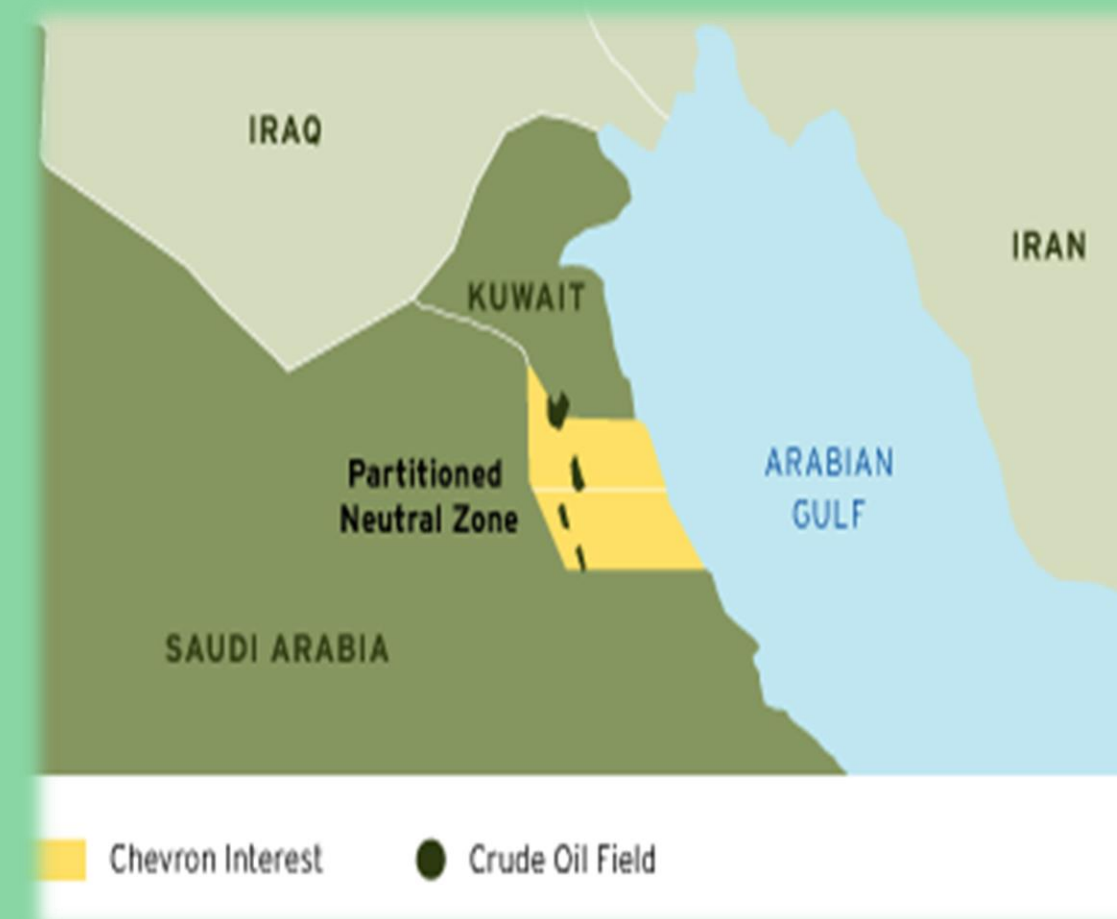 IRAQ
IRAN
KUWAIT
Partitioned
Neutral Zone
ARABIAN
GULF
SAUDI ARABIA
Chevron Interest
Crude Oil Field